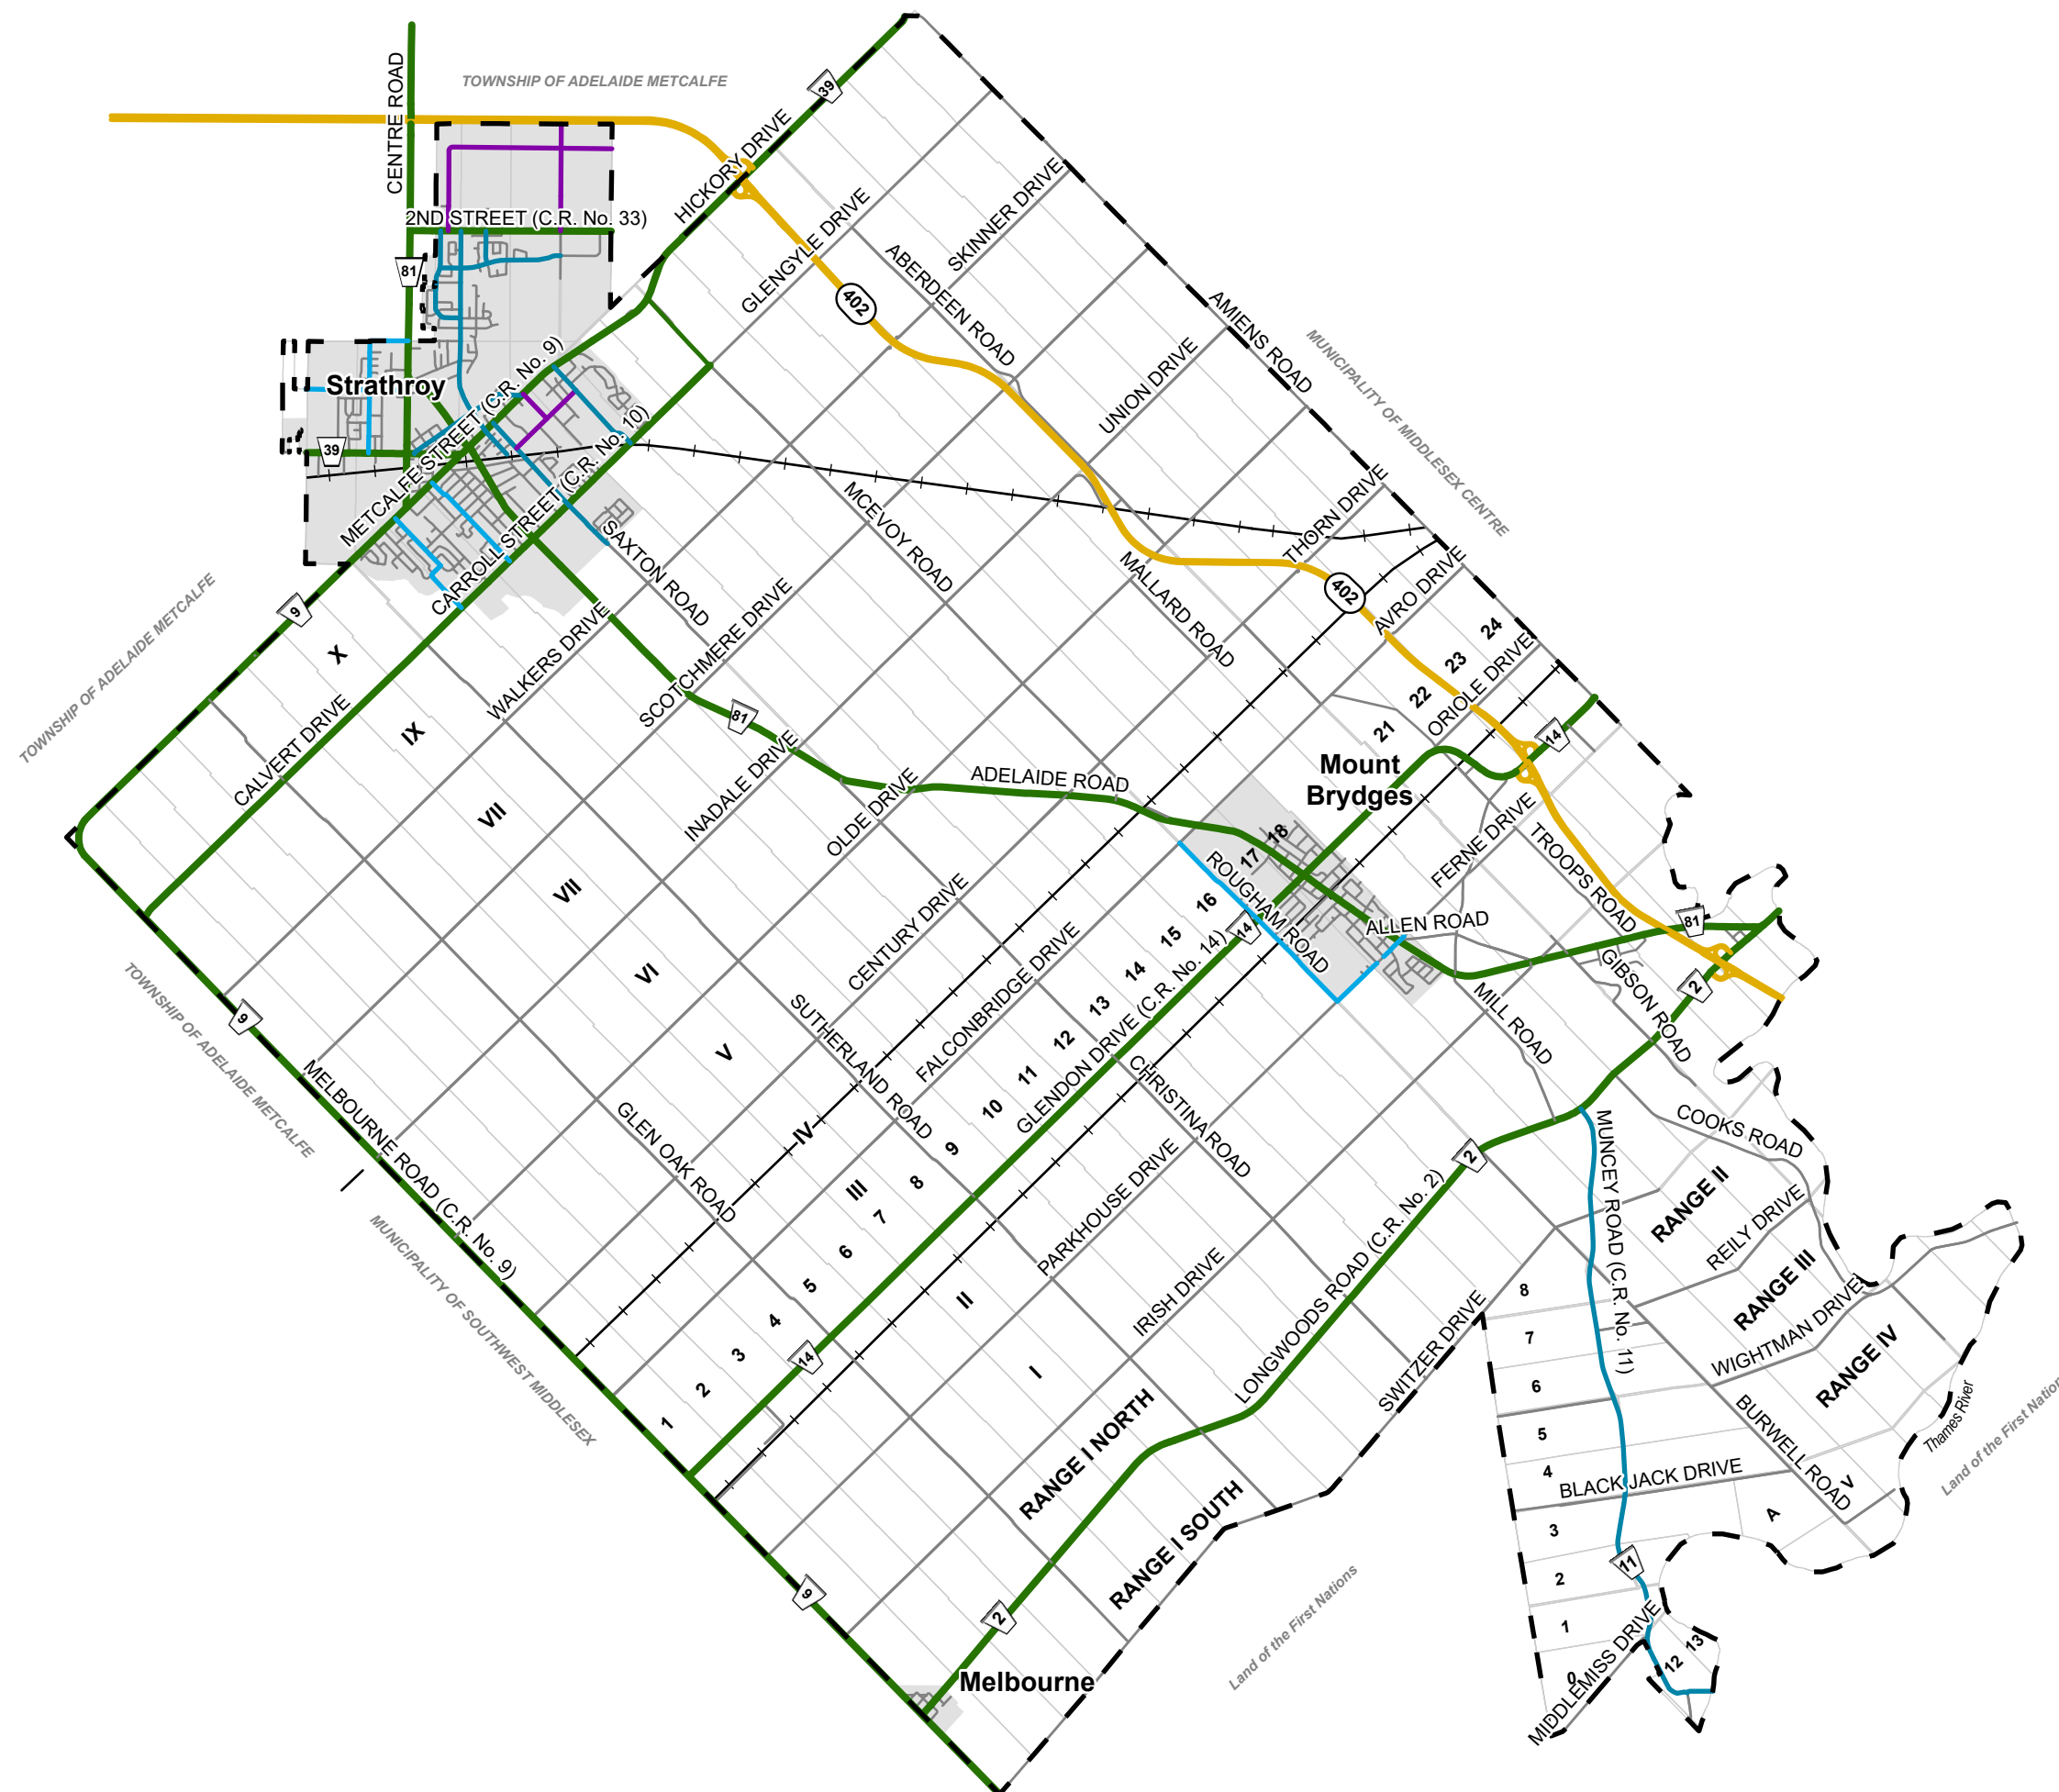 TOWNSHIP OF ADELAIDE METCALFE
CENTRE ROAD
39
HICKORY DRIVE
2ND STREET (C.R. No. 33)
81
GLENGYLE DRIVE
SKINNER DRIVE
ABERDEEN ROAD
402
AMIENS ROAD
MUNICIPALITY OF MIDDLESEX CENTRE
UNION DRIVE
Strathroy
39
METCALFE STREET (C.R. No. 9)
CARROLL STREET (C.R. No. 10)
SAXTON ROAD
MCEVOY ROAD
MALLARD ROAD
THORN DRIVE
402
AVRO DRIVE
ORIOLE DRIVE
24
23
22
21
14
TOWNSHIP OF ADELAIDE METCALFE
9
X
IX
VII
VII
VI
V
IV
III
II
I
CALVERT DRIVE
WALKERS DRIVE
SCOTCHMERE DRIVE
81
INADALE DRIVE
OLDE DRIVE
ADELAIDE ROAD
Mount
Brydges
18
17
16
15
14
13
12
11
10
9
8
7
6
5
4
3
2
1
ROUGHAM ROAD
14
ALLEN ROAD
FERNE DRIVE
TROOPS ROAD
81
GIBSON ROAD
2
MILL ROAD
CENTURY DRIVE
FALCONBRIDGE DRIVE
GLENDON DRIVE (C.R. No. 14)
SUTHERLAND ROAD
CHRISTINA ROAD
GLEN OAK ROAD
9
TOWNSHIP OF ADELAIDE METCALFE
MELBOURNE ROAD (C.R. No. 9)
MUNICIPALITY OF SOUTHWEST MIDDLESEX
14
PARKHOUSE DRIVE
IRISH DRIVE
LONGWOODS ROAD (C.R. No. 2)
2
SWITZER DRIVE
MUNCEY ROAD (C.R. No. 11)
COOKS ROAD
RANGE II
REILY DRIVE
RANGE III
WIGHTMAN DRIVE
RANGE IV
BURWELL ROAD
Thames River
Land of the First Nation
8
7
6
5
4
BLACK JACK DRIVE
3
2
1
0
V
A
11
13
12
MIDDLEMISS DRIVE
RANGE I NORTH
RANGE I SOUTH
Land of the First Nations
9
2
Melbourne